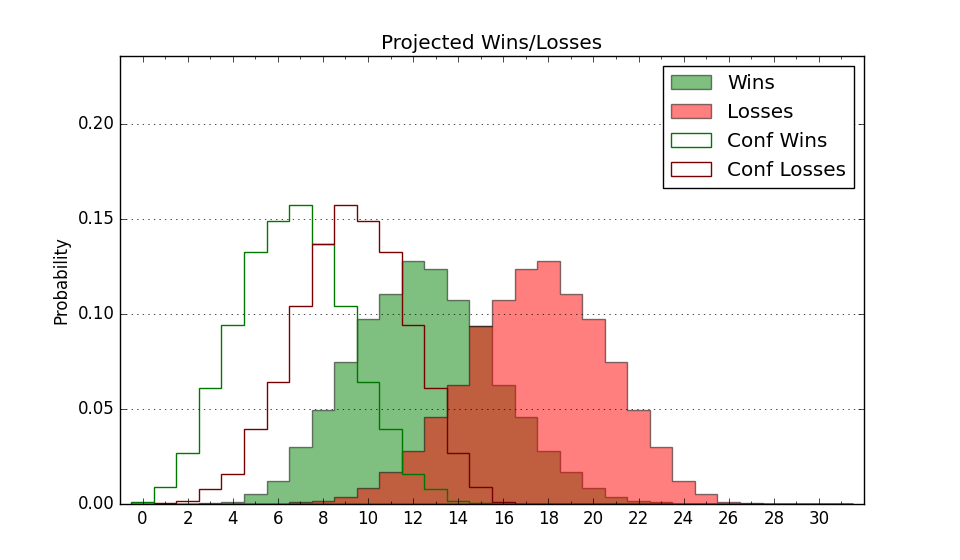 Projected Wins/Losses
Wins
Losses
Conf Wins
Conf Losses
Probability
0.20
0.15
0.10
0.05
0.00
0 2 4 6 8 10 12 14 16 18 20 22 24 26 28 30